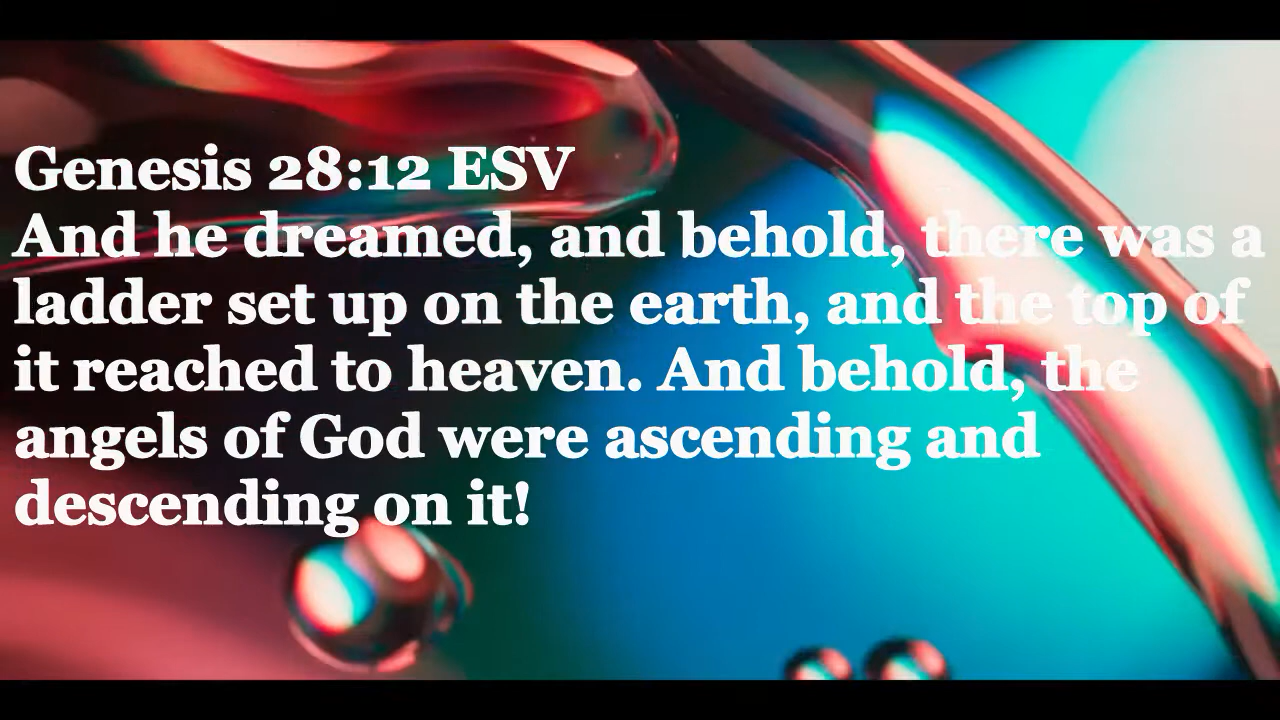 Genesis 28:12 ESV
And he dreamed, and behold, there was a
ladder set up on the earth, and the top of
it reached to heaven. And behold, the
angels of God were ascending and
descending on it!